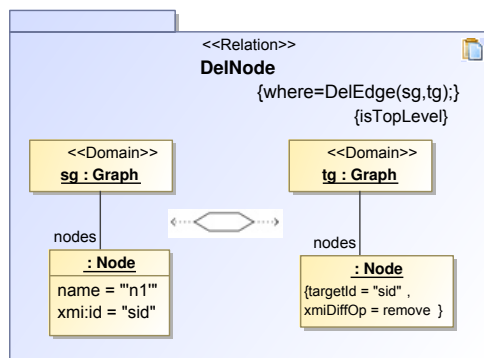 <<Relation>>
DelNode
{where=DelEdge(sg,tg);}
{isTopLevel}
<<Domain>>
sg : Graph
<<Domain>>
tg : Graph
nodes
nodes
: Node
name = "'n1'"
xmi:id = "sid"
: Node
{targetId = "sid" ,
xmiDiffOp = remove }